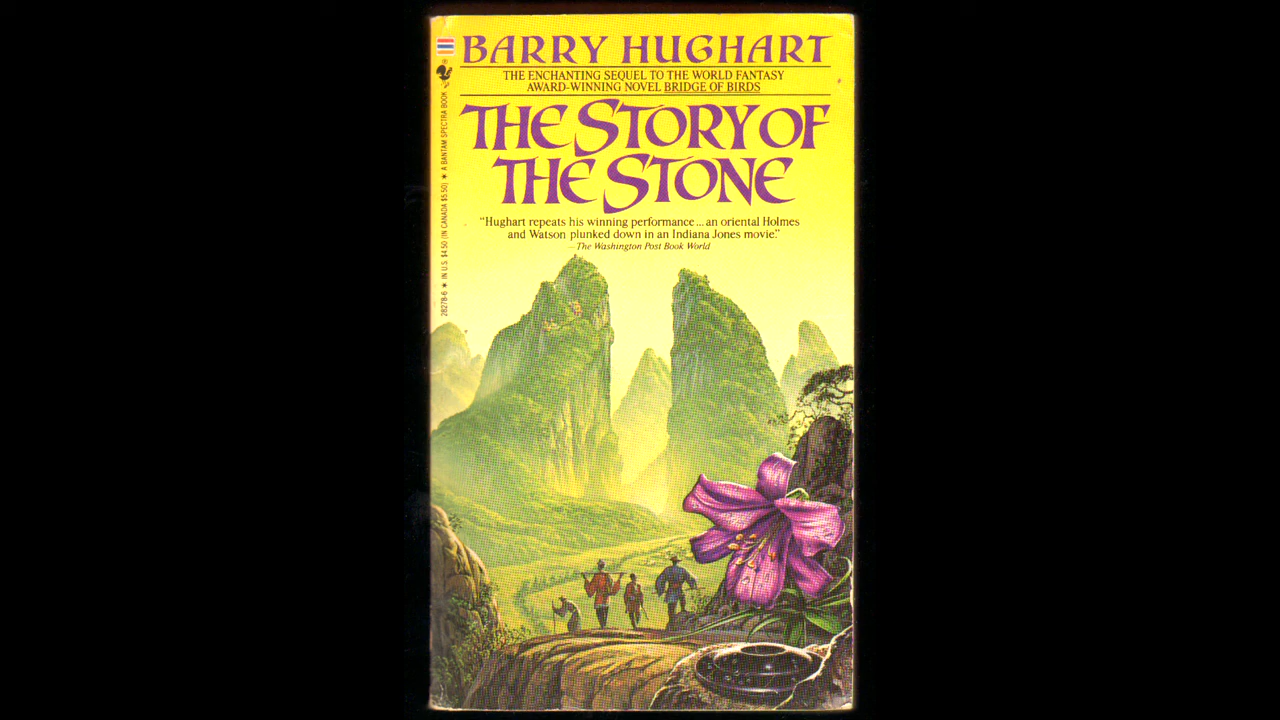 BARRY HUGHART
THE ENCHANTING SEQUEL TO THE WORLD FANTASY
AWARD-WINNING NOVEL BRIDGE OF BIRDS
THE STORY OF
THE STONE
"Hughart repeats his winning performance...an oriental Holmes
and Watson plunked down in an Indiana Jones movie."
—The Washington Post Book World
28278-6 ★ IN U.S. $4.50 (IN CANADA $5.50) ★ A BANTAM SPECTRA BOOK